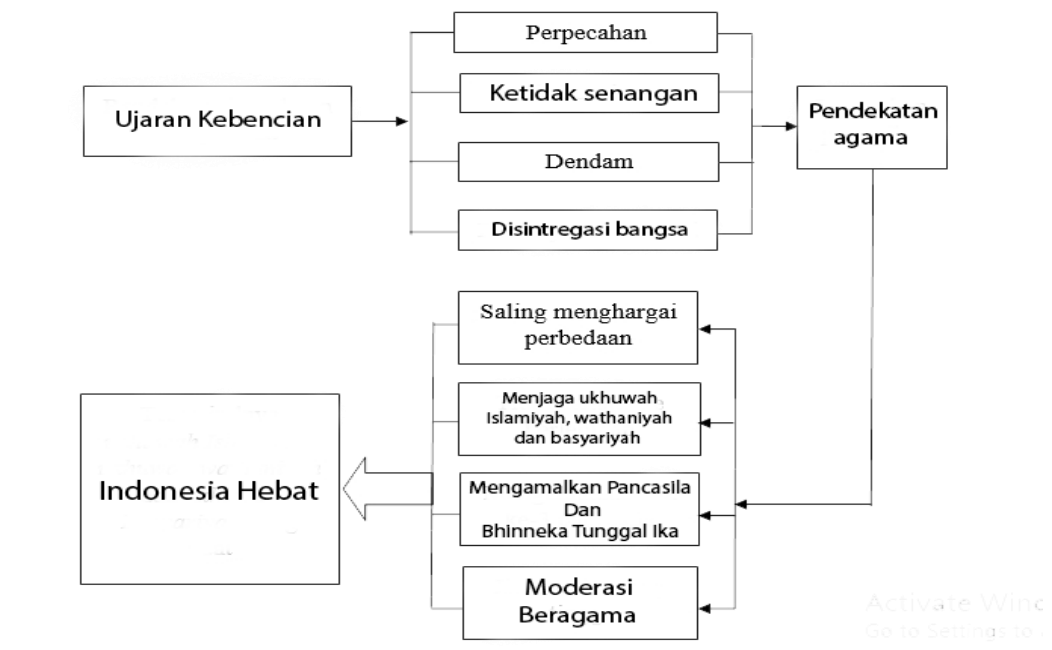 Perpecahan
Ketidak senangan
Ujaran Kebencian
Pendekatan
agama
Dendam
Disintregasi bangsa
Saling menghargai
perbedaan
Menjaga ukhuwah
Islamiyah, wathaniyah
dan basyariyah
Indonesia Hebat
Mengamalkan Pancasila
Dan
Bhinneka Tunggal Ika
Moderasi
Beragama
Activate Wind
Go to Settings to